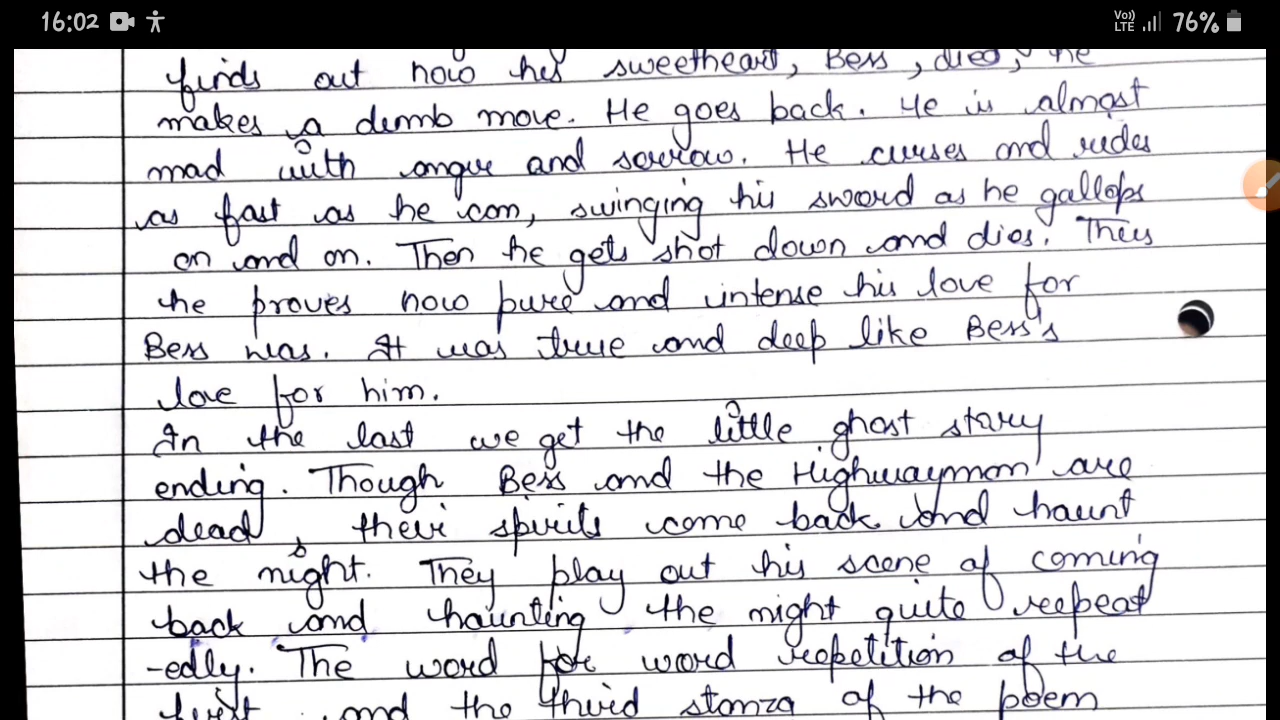 16:02 Vo)) LTE 76%
finds out how his sweetheart, Bess, died, he
makes a dumb move. He goes back. He is almost
mad with angue and sorrow. He curses and rides
as fast as he can, swinging his sword as he gallops
on and on. Then he gets shot down and dies. Thus
he proves how pure and intense his love for
Bess was. It was true and deep like Bess's
love for him.
In the last we get the little ghost story
ending. Though Bess and the Highwayman are
dead, their spirits come back and haunt
the night. They play out his scene of coming
back and haunting the night quite repeat
-edly. The word for word repetition of the
first and the third stanza of the poem